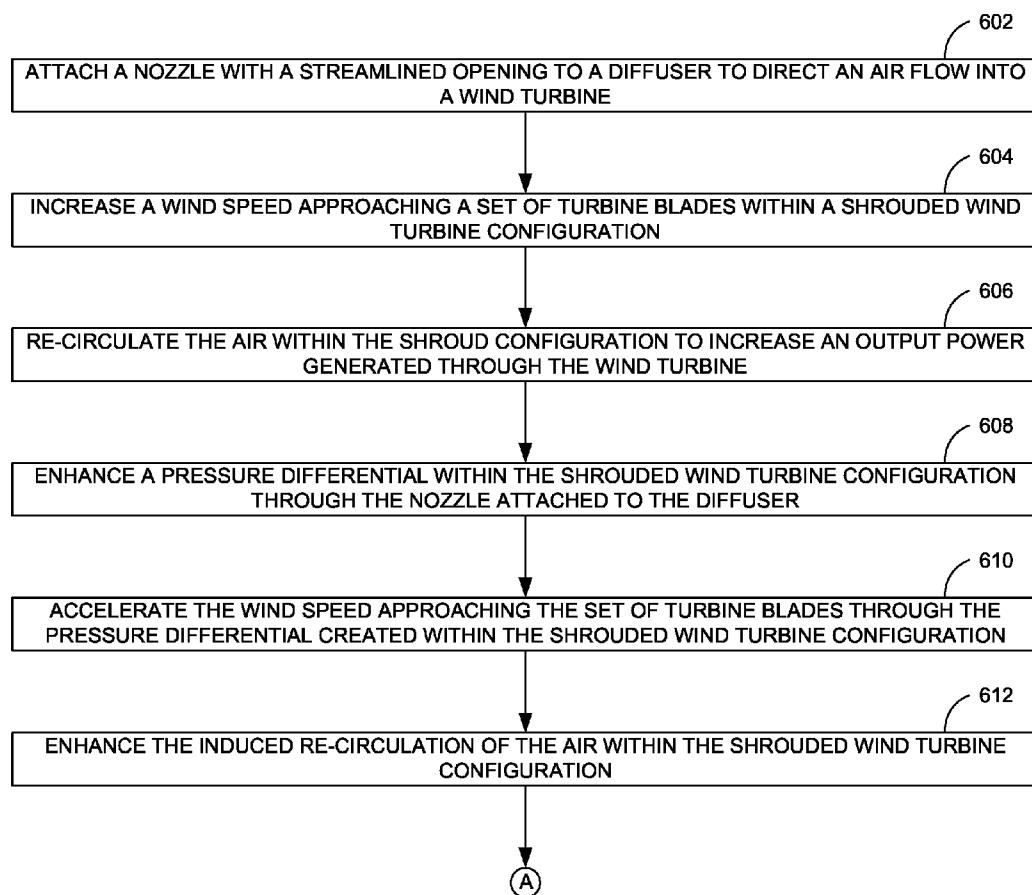 602
ATTACH A NOZZLE WITH A STREAMLINED OPENING TO A DIFFUSER TO DIRECT AN AIR FLOW INTO
A WIND TURBINE
604
INCREASE A WIND SPEED APPROACHING A SET OF TURBINE BLADES WITHIN A SHROUDED WIND
TURBINE CONFIGURATION
606
RE-CIRCULATE THE AIR WITHIN THE SHROUD CONFIGURATION TO INCREASE AN OUTPUT POWER
GENERATED THROUGH THE WIND TURBINE
608
ENHANCE A PRESSURE DIFFERENTIAL WITHIN THE SHROUDED WIND TURBINE CONFIGURATION
THROUGH THE NOZZLE ATTACHED TO THE DIFFUSER
610
ACCELERATE THE WIND SPEED APPROACHING THE SET OF TURBINE BLADES THROUGH THE
PRESSURE DIFFERENTIAL CREATED WITHIN THE SHROUDED WIND TURBINE CONFIGURATION
612
ENHANCE THE INDUCED RE-CIRCULATION OF THE AIR WITHIN THE SHROUDED WIND TURBINE
CONFIGURATION
A